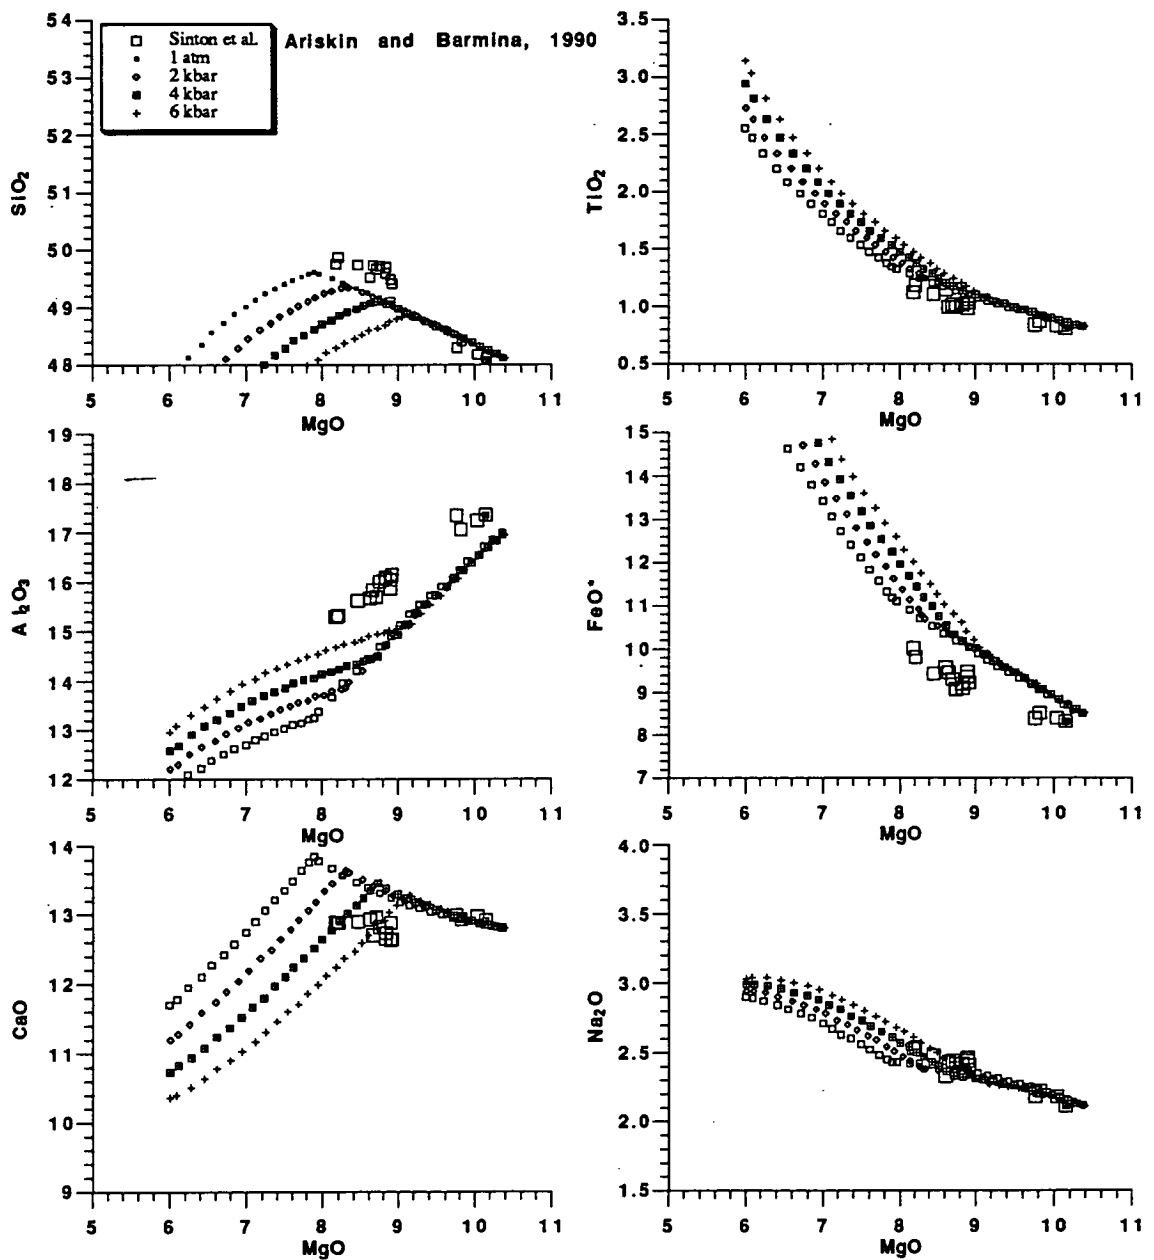 Sinton et al.
1 atm
2 kbar
4 kbar
6 kbar
Ariskin and Barmina, 1990
54
53
52
51
50
49
48
SiO₂
5 6 7 8 9 10 11
MgO
3.5
3.0
2.5
2.0
1.5
1.0
0.5
TiO₂
5 6 7 8 9 10 11
MgO
19
18
17
16
15
14
13
12
Al₂O₃
5 6 7 8 9 10 11
MgO
15
14
13
12
11
10
9
8
7
FeO*
5 6 7 8 9 10 11
MgO
14
13
12
11
10
9
CaO
5 6 7 8 9 10 11
MgO
4.0
3.5
3.0
2.5
2.0
1.5
Na₂O
5 6 7 8 9 10 11
MgO